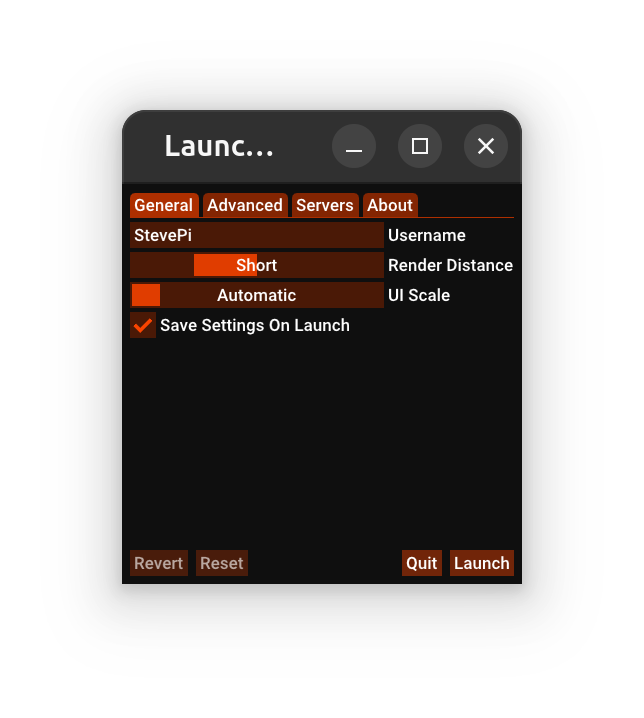 Launc...
General Advanced Servers About
StevePi Username
Short Render Distance
Automatic UI Scale
Save Settings On Launch
Revert Reset Quit Launch